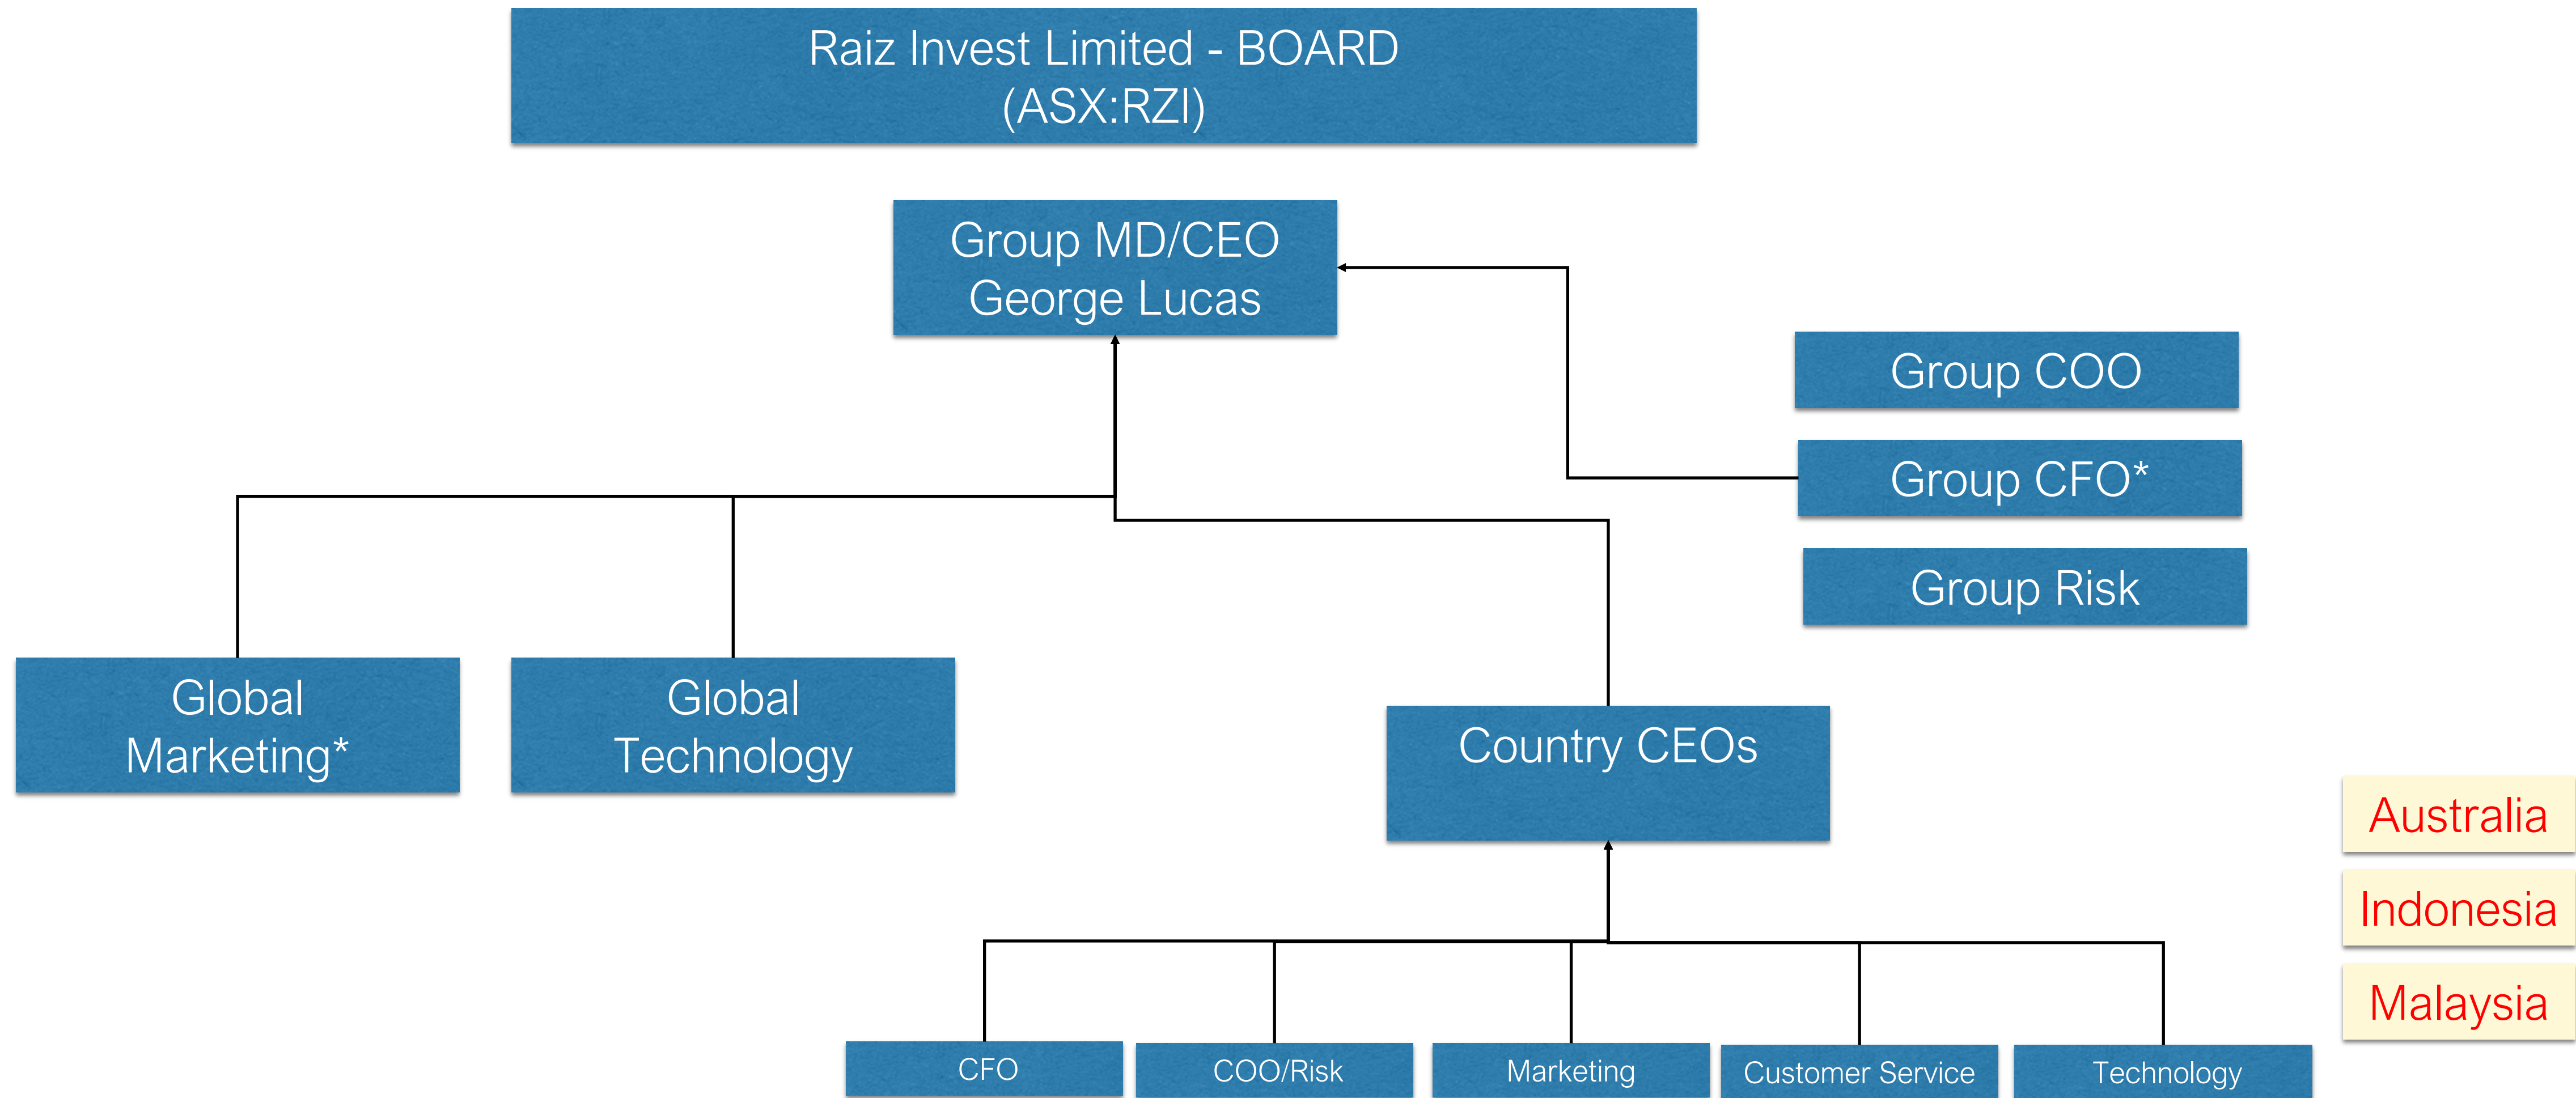 Raiz Invest Limited - BOARD
(ASX:RZI)
Group MD/CEO
George Lucas
Group COO
Group CFO*
Group Risk
Global
Marketing*
Global
Technology
Country CEOs
Australia
Indonesia
Malaysia
CFO
COO/Risk
Marketing
Customer Service
Technology